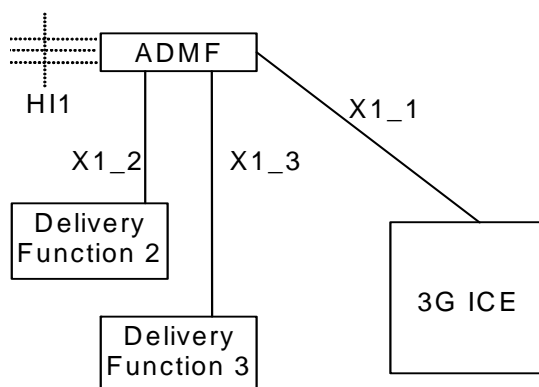 ADMF
HI1
X1_1
X1_2
X1_3
Delivery
Function 2
3G ICE
Delivery
Function 3